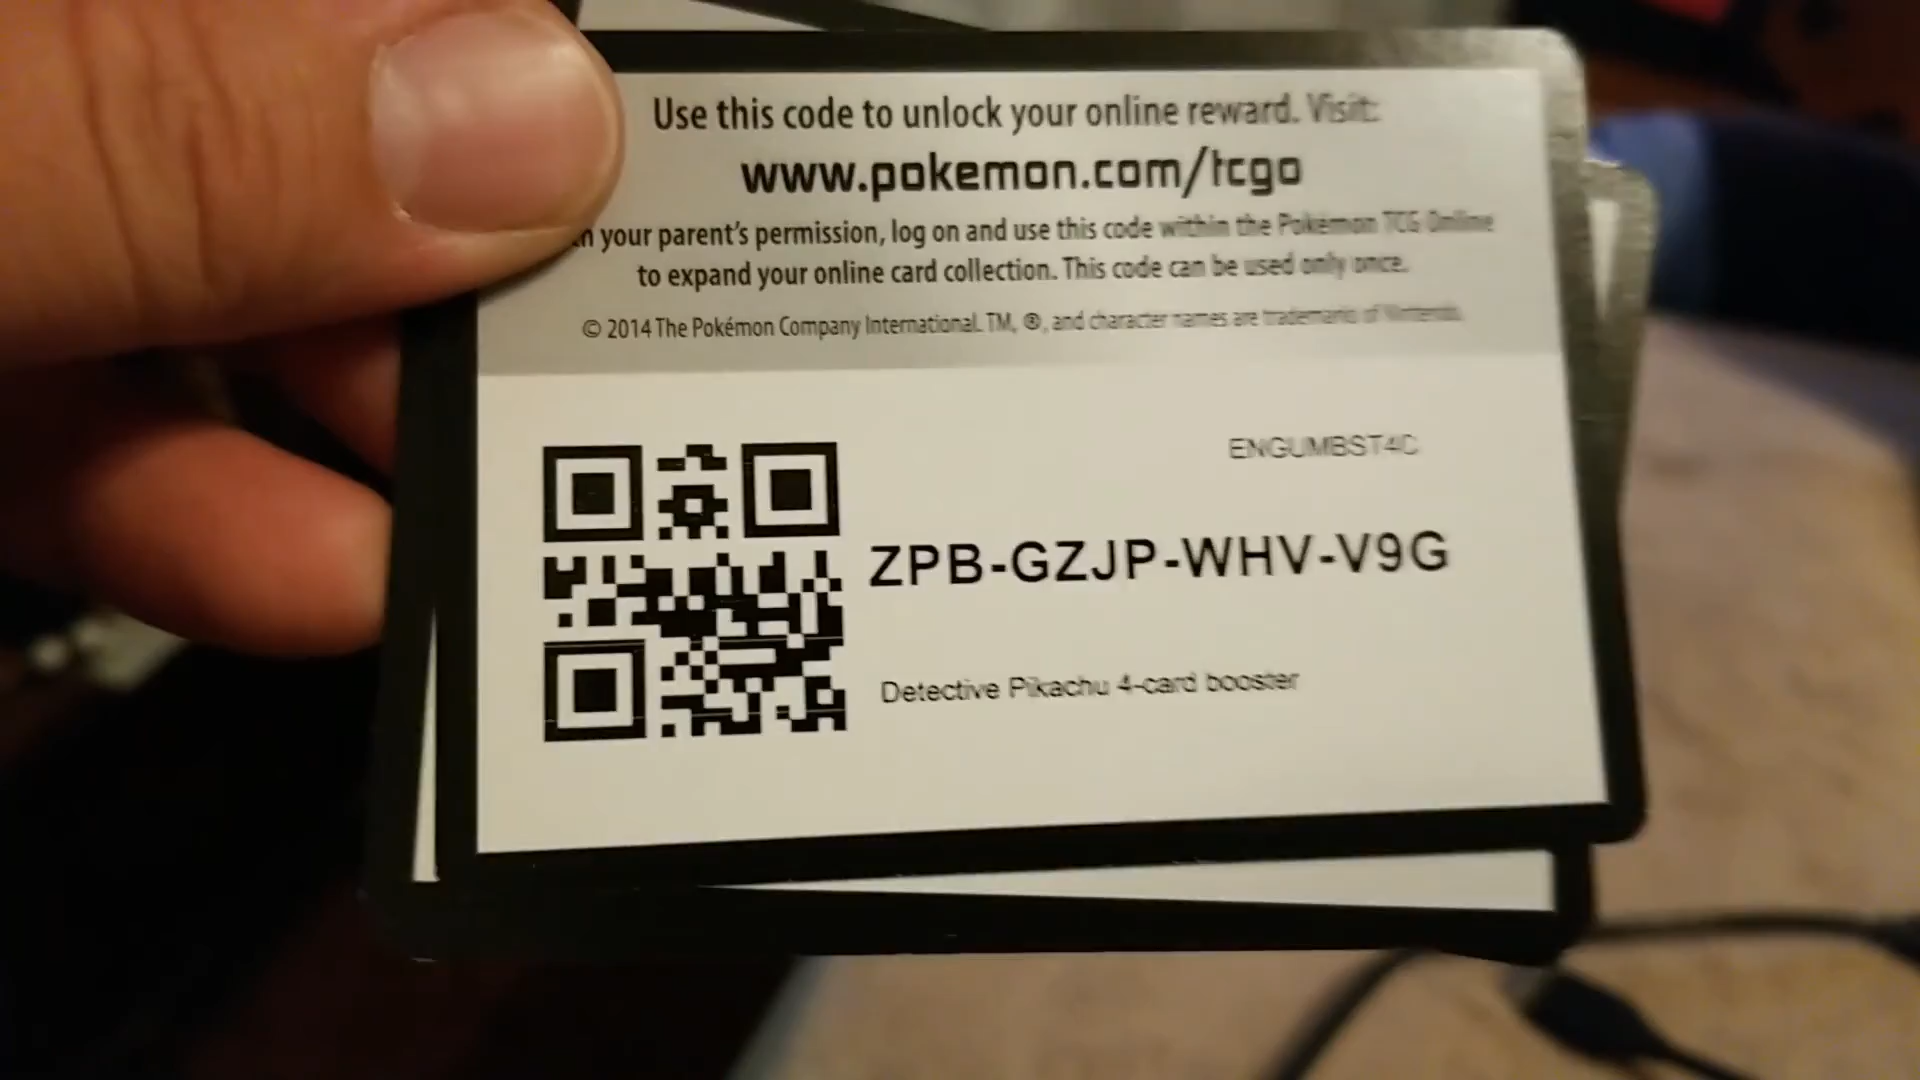 Use this code to unlock your online reward. Visit:
www.pokemon.com/tcgo
your parent's permission, log on and use this code within the Pokémon TCG Online
to expand your online card collection. This code can be used only once.
© 2014 The Pokémon Company International. TM, ®, and character names are trademarks of Nintendo.
ENGUMBST4C
ZPB-GZJP-WHV-V9G
Detective Pikachu 4-card booster